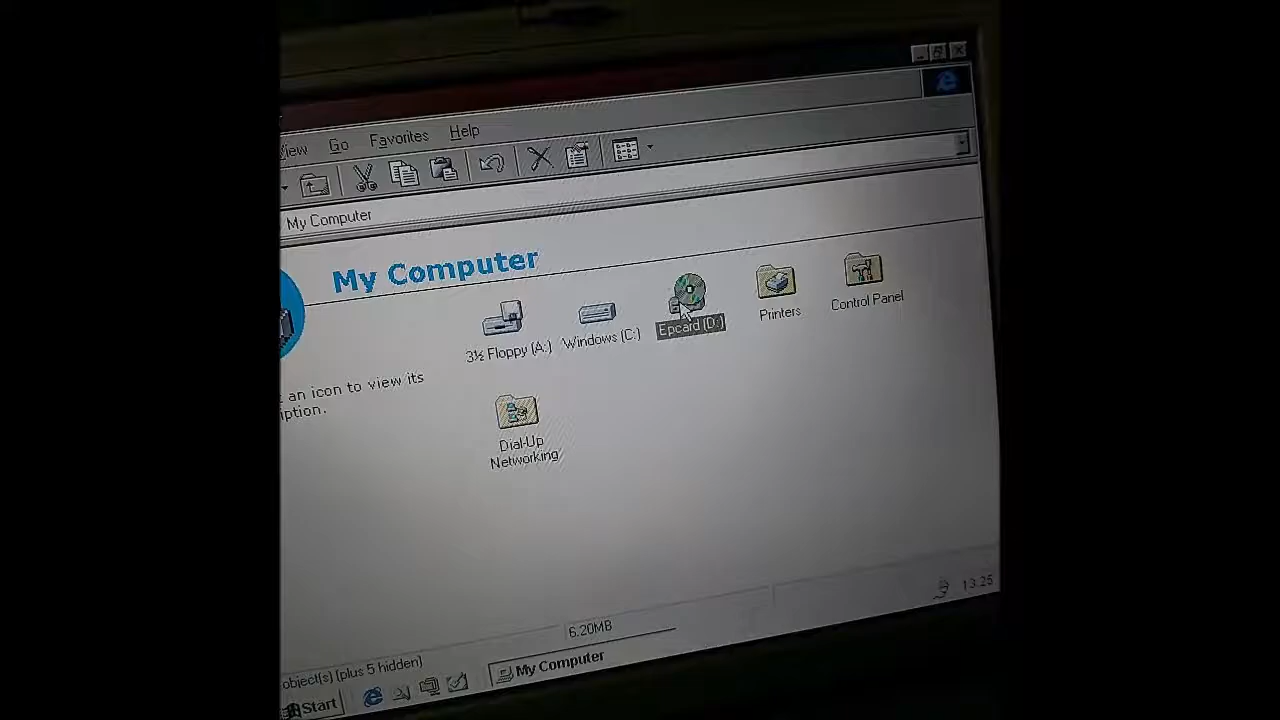 View Go Favorites Help
My Computer
My Computer
3½ Floppy (A:) Windows (C:) Epcard (D:) Printers Control Panel
an icon to view its
iption.
Dial-Up
Networking
13:25
6.20MB
object(s) (plus 5 hidden)
Start My Computer